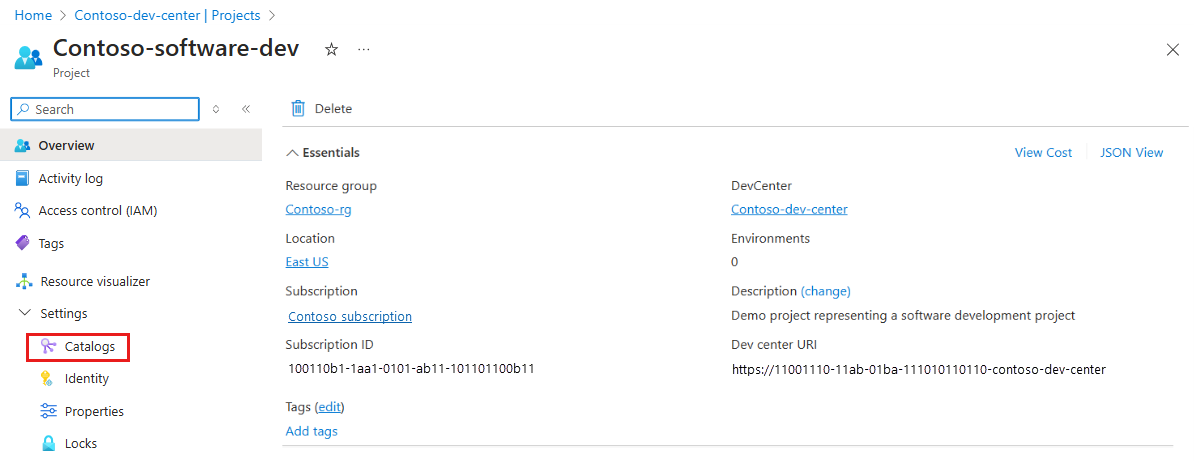 Home > Contoso-dev-center | Projects >
Contoso-software-dev ☆ ...
Project
Search
Delete
Overview
Activity log
Access control (IAM)
Tags
Resource visualizer
Settings
Catalogs
Identity
Properties
Locks
Essentials
View Cost
JSON View
Resource group
Contoso-rg
Location
East US
Subscription
Contoso subscription
Subscription ID
100110b1-1aa1-0101-ab11-101101100b11
DevCenter
Contoso-dev-center
Environments
0
Description (change)
Demo project representing a software development project
Dev center URI
https://11001110-11ab-01ba-111010110110-contoso-dev-center
Tags (edit)
Add tags